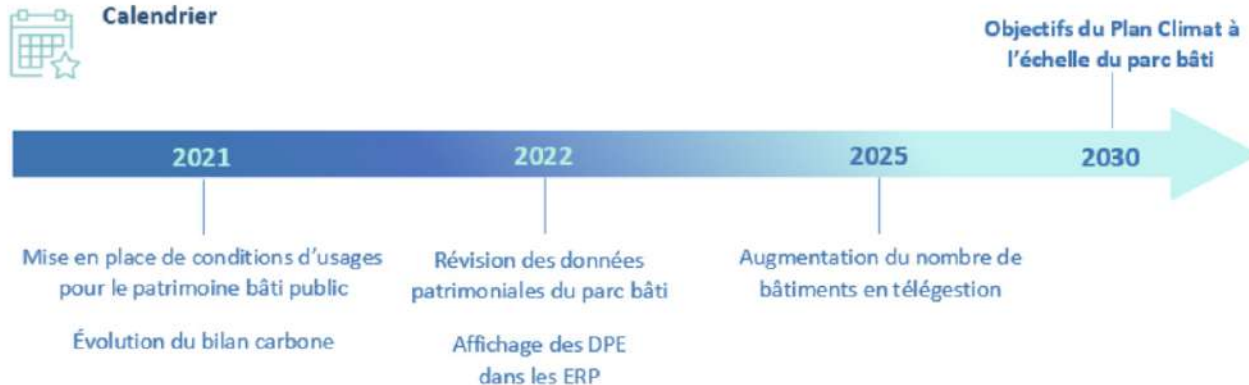 Calendrier
Objectifs du Plan Climat à
l'échelle du parc bâti
2021
2022
2025
2030
Mise en place de conditions d'usages
pour le patrimoine bâti public
Évolution du bilan carbone
Révision des données
patrimoniales du parc bâti
Affichage des DPE
dans les ERP
Augmentation du nombre de
bâtiments en télégestion